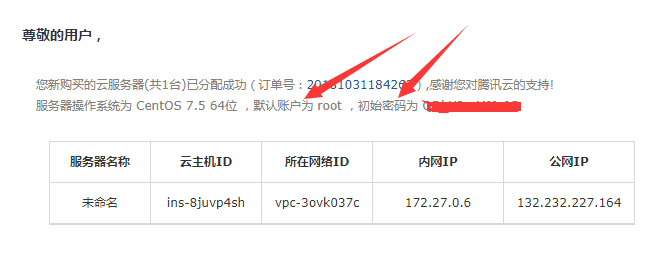 尊敬的用户，
您新购买的云服务器(共1台)已分配成功（订单号：）,感谢您对腾讯云的支持!
服务器操作系统为 CentOS 7.5 64位 ，默认账户为 root ，初始密码为
服务器名称 云主机ID 所在网络ID 内网IP 公网IP
未命名 ins-8juvp4sh vpc-3ovk037c 172.27.0.6 132.232.227.164